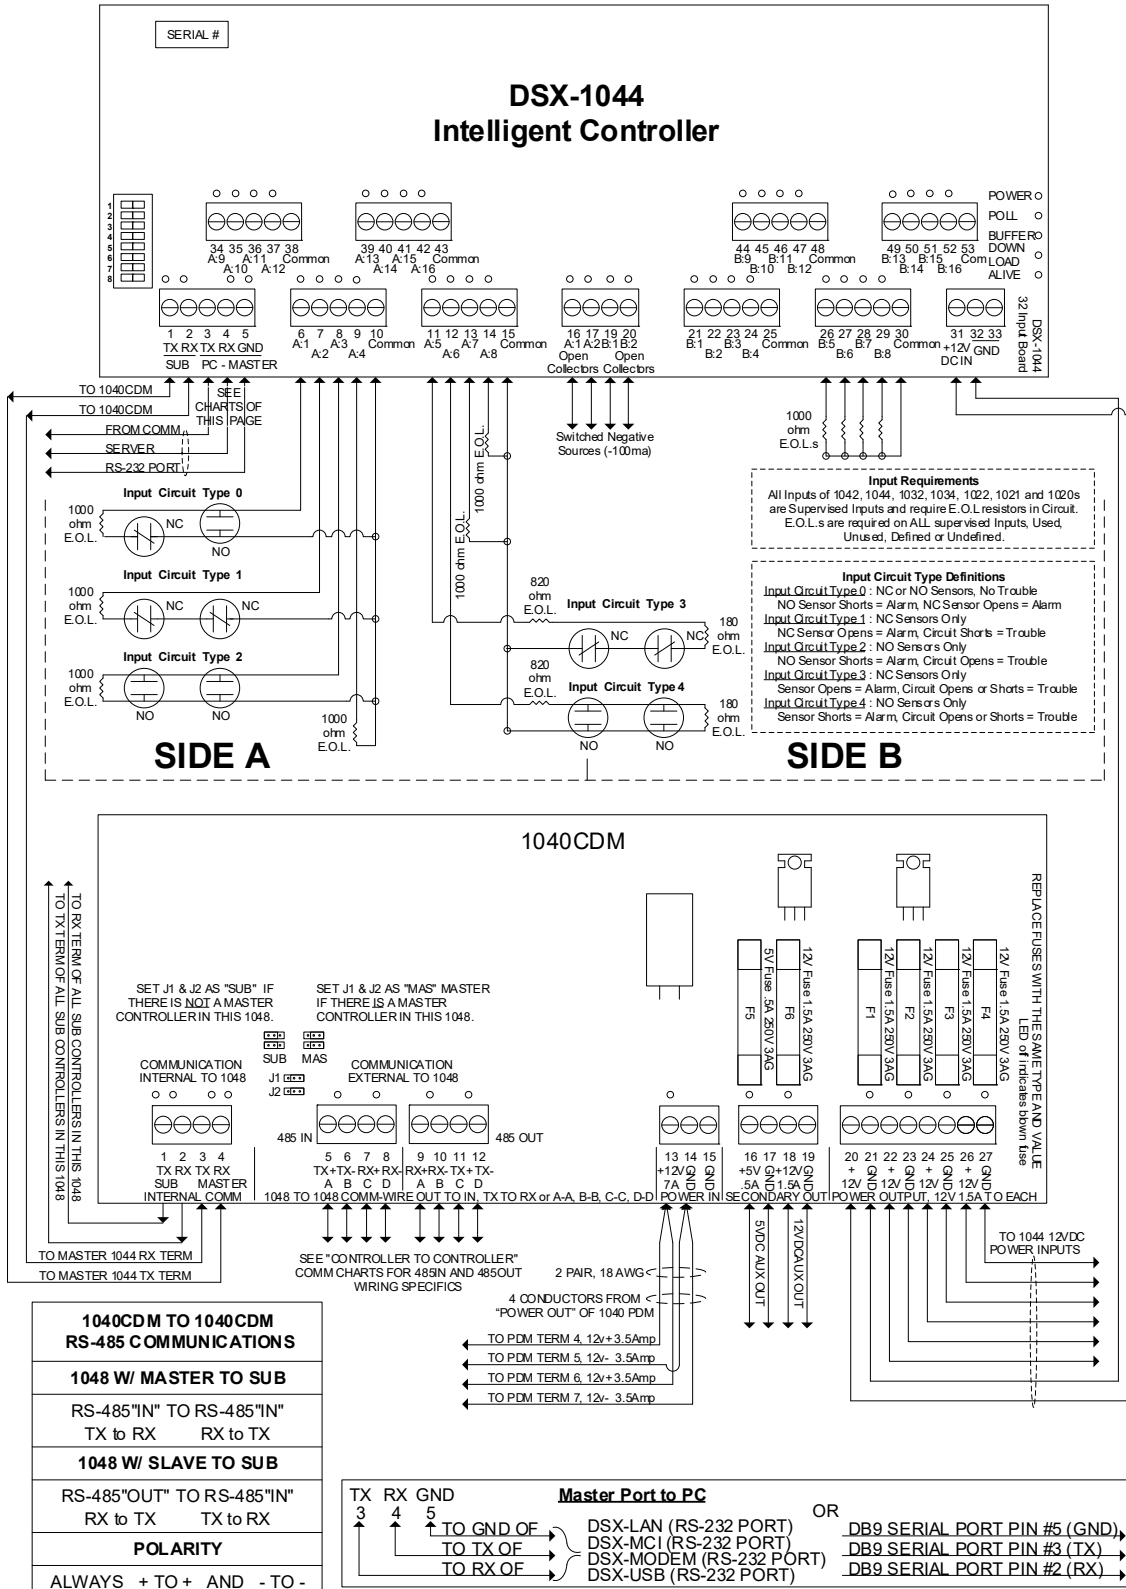 SERIAL #
DSX-1044
Intelligent Controller
1
2
3
4
5
6
7
8
34 35 36 37 38
A:9 A:11 Common
A:10 A:12
39 40 41 42 43
A:13 A:15 Common
A:14 A:16
44 45 46 47 48
B:9 B:11 Common
B:10 B:12
49 50 51 52 53
B:13 B:15 Com
B:14 B:16
POWER
POLL
BUFFER
DOWN
LOAD
ALIVE
1 2 3 4 5
TX RX TX RX GND
SUB PC - MASTER
6 7 8 9 10
A:1 A:3 Common
A:2 A:4
11 12 13 14 15
A:5 A:7 Common
A:6 A:8
16 17 19 20
A:1 A:2 B:1 B:2
Open Open
Collectors Collectors
21 22 23 24 25
B:1 B:3 Common
B:2 B:4
26 27 28 29 30
B:5 B:7 Common
B:6 B:8
31 32 33
+12V GND
DC IN
32 Input Board
DSX-1044
TO 1040CDM
TO 1040CDM
FROM COMM
SERVER
RS-232 PORT
SEE
CHARTS OF
THIS PAGE
1000 ohm E.O.L.
1000 ohm E.O.L.
Switched Negative
Sources (-100ma)
1000
ohm
E.O.L.s
Input Requirements
All Inputs of 1042, 1044, 1032, 1034, 1022, 1021 and 1020s
are Supervised Inputs and require E.O.L resistors in Circuit.
E.O.L.s are required on ALL supervised Inputs, Used,
Unused, Defined or Undefined.
Input Circuit Type 0
1000
ohm
E.O.L.
NC
NO
Input Circuit Type 1
1000
ohm
E.O.L.
NC
NC
Input Circuit Type 2
1000
ohm
E.O.L.
NO
NO
1000
ohm
E.O.L.
820
ohm
E.O.L.
Input Circuit Type 3
NC
NC
180
ohm
E.O.L.
820
ohm
E.O.L.
Input Circuit Type 4
NO
NO
180
ohm
E.O.L.
Input Circuit Type Definitions
Input Circuit Type 0 : NC or NO Sensors, No Trouble
NO Sensor Shorts = Alarm, NC Sensor Opens = Alarm
Input Circuit Type 1 : NC Sensors Only
NC Sensor Opens = Alarm, Circuit Shorts = Trouble
Input Circuit Type 2 : NO Sensors Only
NO Sensor Shorts = Alarm, Circuit Opens = Trouble
Input Circuit Type 3 : NC Sensors Only
Sensor Opens = Alarm, Circuit Opens or Shorts = Trouble
Input Circuit Type 4 : NO Sensors Only
Sensor Shorts = Alarm, Circuit Opens or Shorts = Trouble
SIDE A
SIDE B
1040CDM
TO RX TERM OF ALL SUB CONTROLLERS IN THIS 1048
TO TX TERM OF ALL SUB CONTROLLERS IN THIS 1048
SET J1 & J2 AS "SUB" IF
THERE IS NOT A MASTER
CONTROLLER IN THIS 1048.
SET J1 & J2 AS "MAS" MASTER
IF THERE IS A MASTER
CONTROLLER IN THIS 1048.
SUB MAS
J1
J2
COMMUNICATION
INTERNAL TO 1048
COMMUNICATION
EXTERNAL TO 1048
5V Fuse .5A 250V 3AG
F5
12V Fuse 1.5A 250V 3AG
F6
F1
12V Fuse 1.5A 250V 3AG
F2
12V Fuse 1.5A 250V 3AG
F3
12V Fuse 1.5A 250V 3AG
F4
12V Fuse 1.5A 250V 3AG
REPLACE FUSES WITH THE SAME TYPE AND VALUE
LED of indicates blown fuse
485 IN
485 OUT
1 2 3 4
TX RX TX RX
SUB MASTER
INTERNAL COMM
5 6 7 8
TX+ TX- RX+ RX-
A B C D
9 10 11 12
RX+ RX- TX+ TX-
A B C D
1048 TO 1048 COMM-WIRE OUT TO IN, TX TO RX or A-A, B-B, C-C, D-D
13 14 15
+12V GND GND
7A
POWER IN
16 17 18 19
+5V GND +12V GND
.5A 1.5A
SECONDARY OUT
20 21 22 23 24 25 26 27
+ GND + GND + GND + GND
12V 12V 12V 12V
POWER OUTPUT, 12V 1.5A TO EACH
TO MASTER 1044 RX TERM
TO MASTER 1044 TX TERM
SEE "CONTROLLER TO CONTROLLER"
COMM CHARTS FOR 485IN AND 485OUT
WIRING SPECIFICS
2 PAIR, 18 AWG
4 CONDUCTORS FROM
"POWER OUT" OF 1040 PDM
TO PDM TERM 4, 12v+ 3.5Amp
TO PDM TERM 5, 12v- 3.5Amp
TO PDM TERM 6, 12v+ 3.5Amp
TO PDM TERM 7, 12v- 3.5Amp
5VDC AUX OUT
12VDC AUX OUT
TO 1044 12VDC
POWER INPUTS
1040CDM TO 1040CDM
RS-485 COMMUNICATIONS
1048 W/ MASTER TO SUB
RS-485"IN" TO RS-485"IN"
TX to RX RX to TX
1048 W/ SLAVE TO SUB
RS-485"OUT" TO RS-485"IN"
RX to TX TX to RX
POLARITY
ALWAYS + TO + AND - TO -
TX RX GND
3 4 5
Master Port to PC
TO GND OF
TO TX OF
TO RX OF
DSX-LAN (RS-232 PORT)
DSX-MCI (RS-232 PORT)
DSX-MODEM (RS-232 PORT)
DSX-USB (RS-232 PORT)
OR
DB9 SERIAL PORT PIN #5 (GND)
DB9 SERIAL PORT PIN #3 (TX)
DB9 SERIAL PORT PIN #2 (RX)